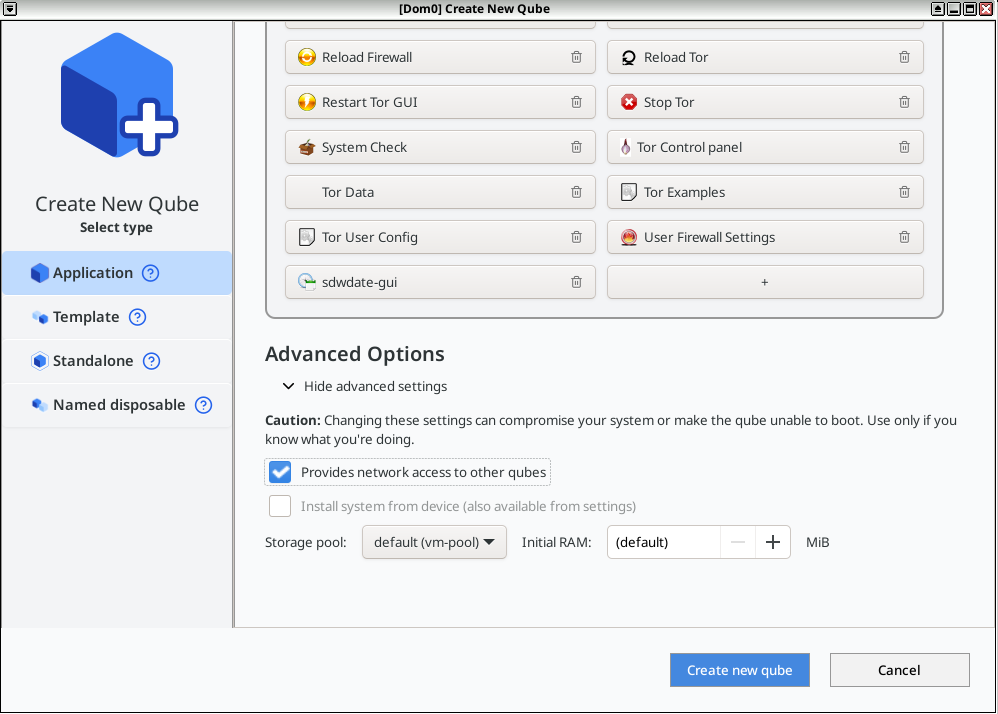 [Dom0] Create New Qube
Create New Qube
Select type
Application ?
Template ?
Standalone ?
Named disposable ?
Reload Firewall
Reload Tor
Restart Tor GUI
Stop Tor
System Check
Tor Control panel
Tor Data
Tor Examples
Tor User Config
User Firewall Settings
sdwdate-gui
+
Advanced Options
Hide advanced settings
Caution: Changing these settings can compromise your system or make the qube unable to boot. Use only if you
know what you're doing.
Provides network access to other qubes
Install system from device (also available from settings)
Storage pool: default (vm-pool) Initial RAM: (default) — + MiB
Create new qube
Cancel